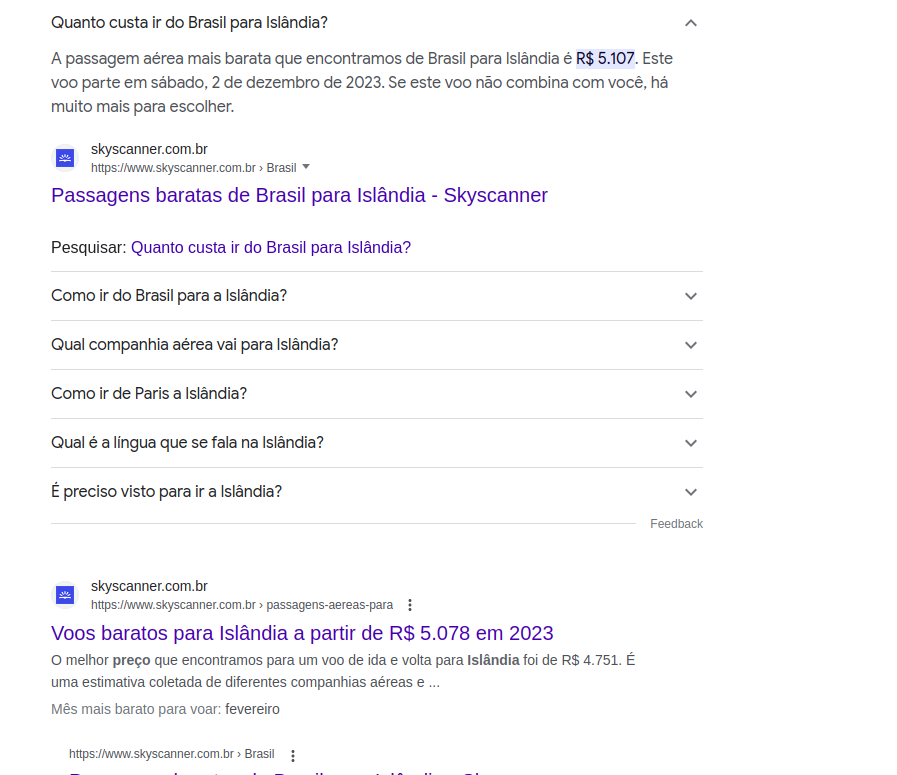 Quanto custa ir do Brasil para Islândia?
A passagem aérea mais barata que encontramos de Brasil para Islândia é R$ 5.107. Este
voo parte em sábado, 2 de dezembro de 2023. Se este voo não combina com você, há
muito mais para escolher.
skyscanner.com.br
https://www.skyscanner.com.br › Brasil
Passagens baratas de Brasil para Islândia - Skyscanner
Pesquisar: Quanto custa ir do Brasil para Islândia?
Como ir do Brasil para a Islândia?
Qual companhia aérea vai para Islândia?
Como ir de Paris a Islândia?
Qual é a língua que se fala na Islândia?
É preciso visto para ir a Islândia?
Feedback
skyscanner.com.br
https://www.skyscanner.com.br › passagens-aereas-para
Voos baratos para Islândia a partir de R$ 5.078 em 2023
O melhor preço que encontramos para um voo de ida e volta para Islândia foi de R$ 4.751. É
uma estimativa coletada de diferentes companhias aéreas e ...
Mês mais barato para voar: fevereiro
https://www.skyscanner.com.br › Brasil